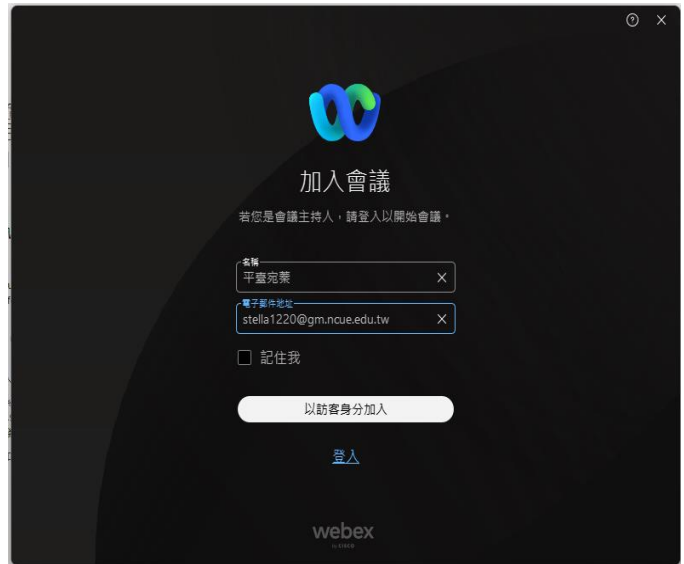 加入會議
若您是會議主持人，請登入以開始會議。
名稱
平臺宛蓁
電子郵件地址
stella1220@gm.ncue.edu.tw
記住我
以訪客身分加入
登入
webex
by CISCO